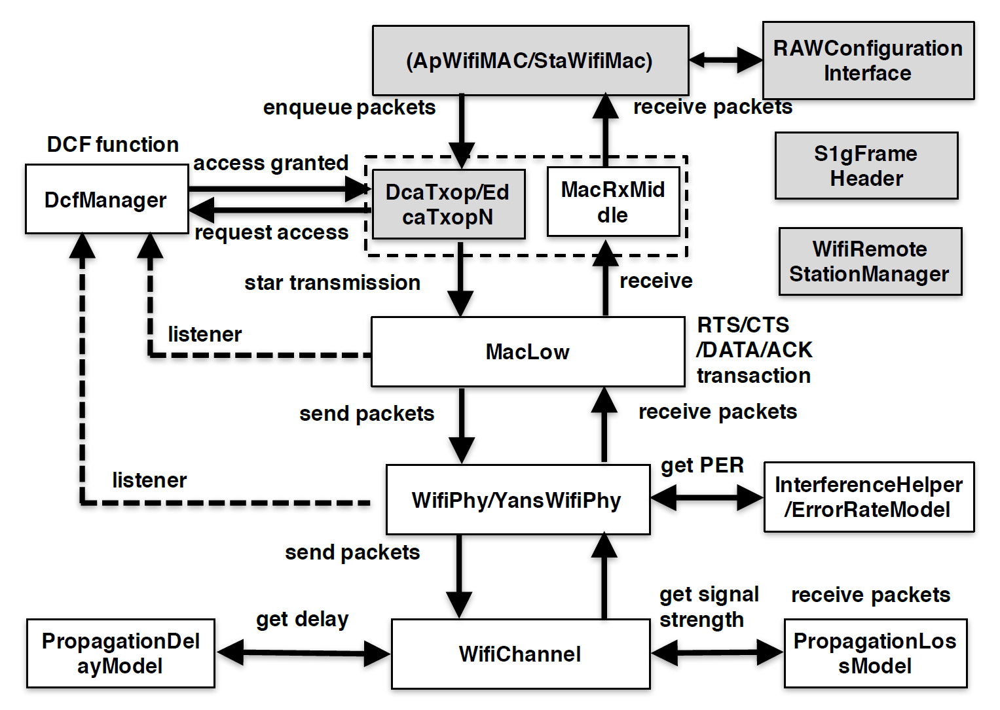 (ApWifiMAC/StaWifiMac)
RAWConfiguration
Interface
enqueue packets
receive packets
DCF function
access granted
S1gFrame
Header
DcfManager
DcaTxop/Ed
caTxopN
MacRxMid
dle
request access
WifiRemote
StationManager
star transmission
receive
listener
MacLow
RTS/CTS
/DATA/ACK
transaction
send packets
receive packets
get PER
listener
WifiPhy/YansWifiPhy
InterferenceHelper
/ErrorRateModel
send packets
get signal
strength
receive packets
get delay
PropagationDel
ayModel
WifiChannel
PropagationLos
sModel